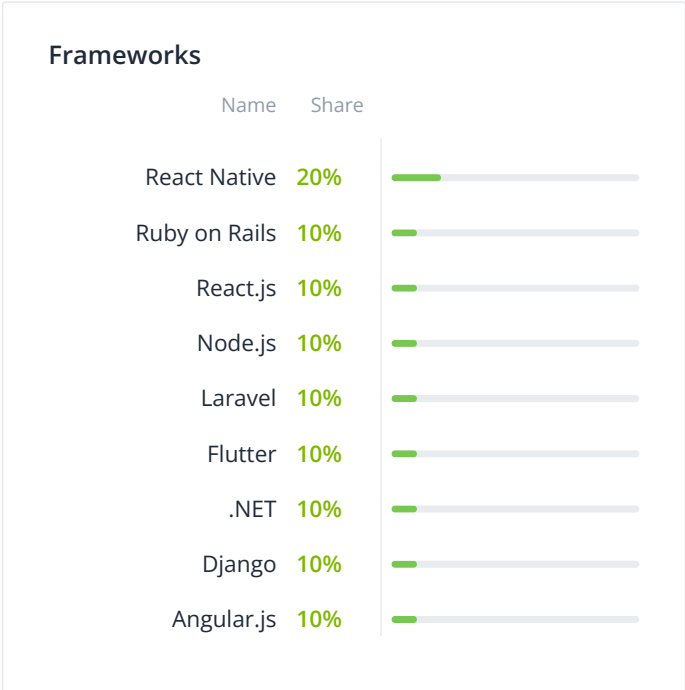 Frameworks
Name Share
React Native 20%
Ruby on Rails 10%
React.js 10%
Node.js 10%
Laravel 10%
Flutter 10%
.NET 10%
Django 10%
Angular.js 10%